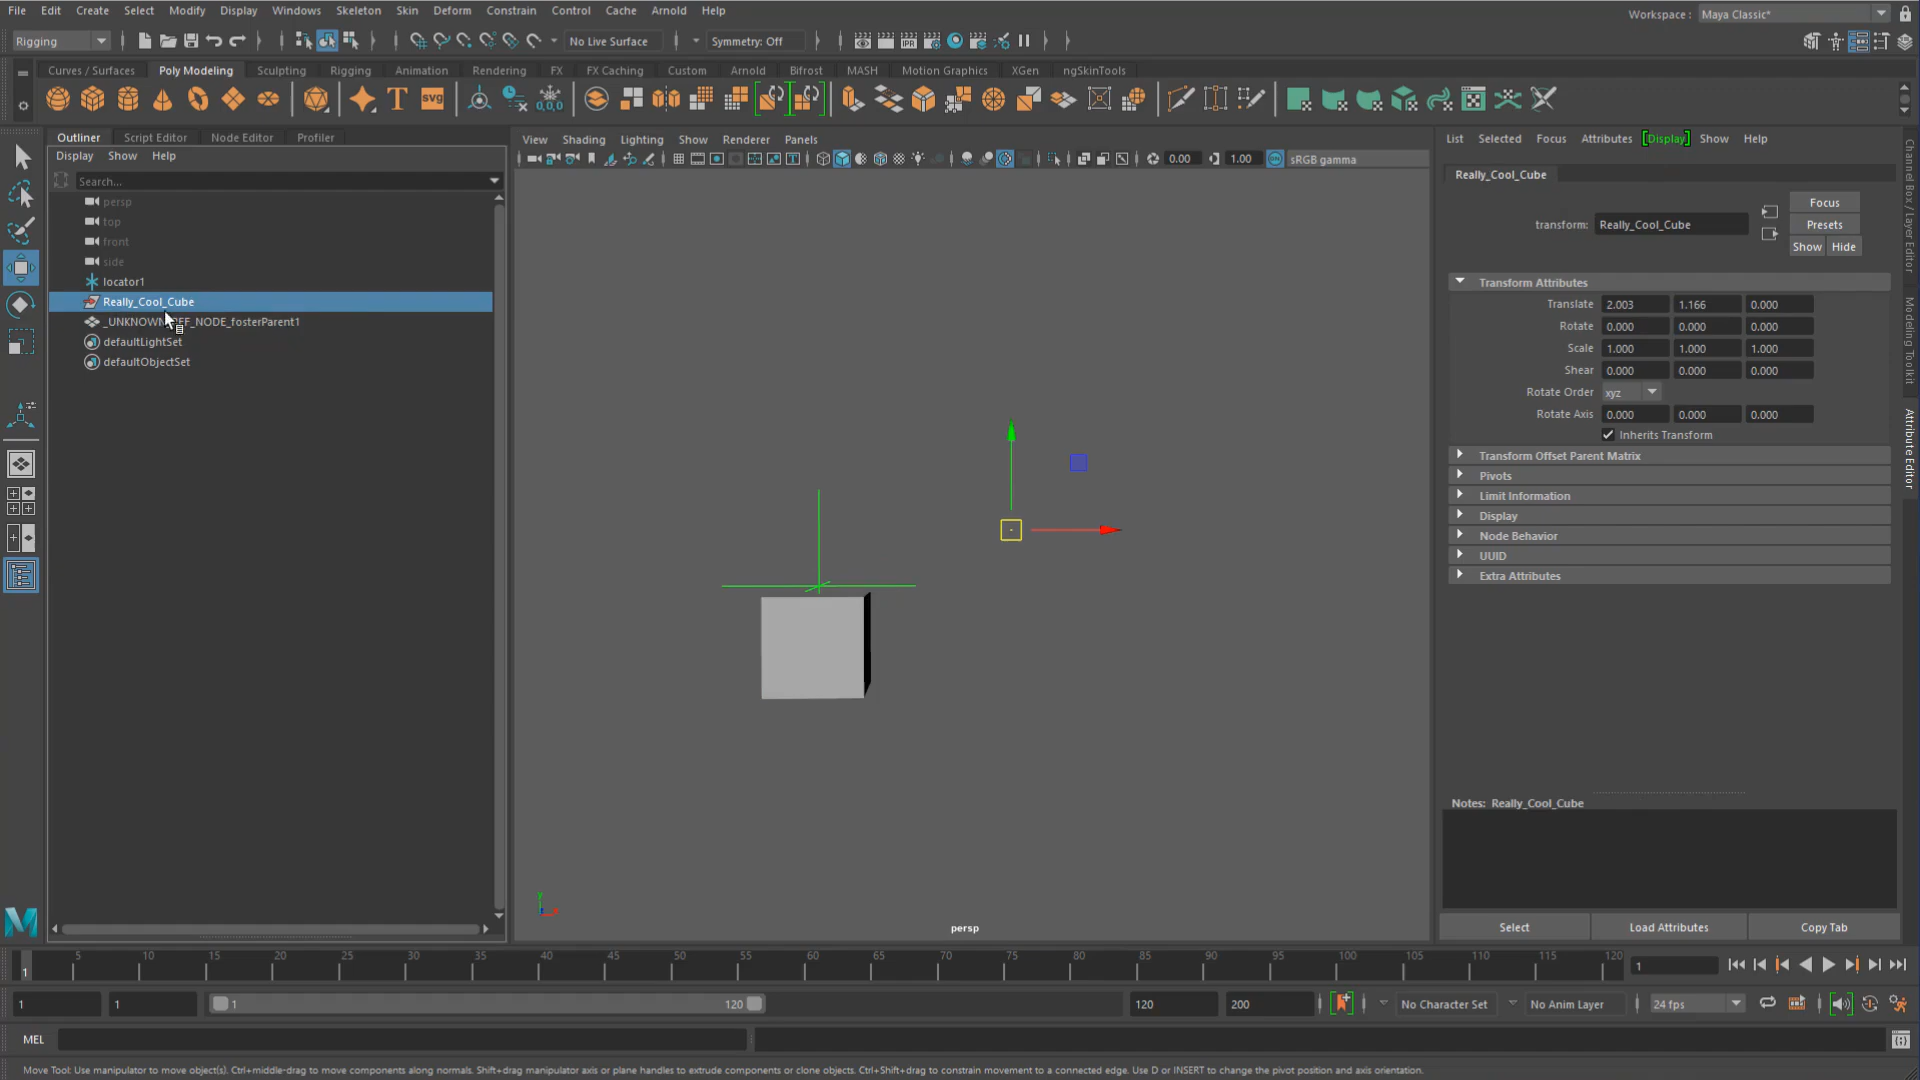 File Edit Create Select Modify Display Windows Skeleton Skin Deform Constrain Control Cache Arnold Help
Workspace : Maya Classic*
Rigging No Live Surface Symmetry: Off
Curves / Surfaces Poly Modeling Sculpting Rigging Animation Rendering FX FX Caching Custom Arnold Bifrost MASH Motion Graphics XGen ngSkinTools
Outliner Script Editor Node Editor Profiler
Display Show Help
Search...
persp
top
front
side
locator1
Really_Cool_Cube
defaultLightSet
defaultObjectSet
View Shading Lighting Show Renderer Panels
0.00 1.00 sRGB gamma
persp
List Selected Focus Attributes Display Show Help
Really_Cool_Cube
Focus
transform: Really_Cool_Cube Presets
Show Hide
Transform Attributes
Translate 2.003 1.166 0.000
Rotate 0.000 0.000 0.000
Scale 1.000 1.000 1.000
Shear 0.000 0.000 0.000
Rotate Order xyz
Rotate Axis 0.000 0.000 0.000
Inherits Transform
Transform Offset Parent Matrix
Pivots
Limit Information
Display
Node Behavior
UUID
Extra Attributes
Notes: Really_Cool_Cube
Select Load Attributes Copy Tab
Channel Box / Layer Editor
Modeling Toolkit
Attribute Editor
5 10 15 20 25 30 35 40 45 50 55 60 65 70 75 80 85 90 95 100 105 110 115 120
1 1
1 1 1 120 120 200 No Character Set No Anim Layer 24 fps
MEL
Move Tool: Use manipulator to move object(s). Ctrl+middle-drag to move components along normals. Shift+drag manipulator axis or plane handles to extrude components or clone objects. Ctrl+Shift+drag to constrain movement to a connected edge. Use D or INSERT to change the pivot position and axis orientation.